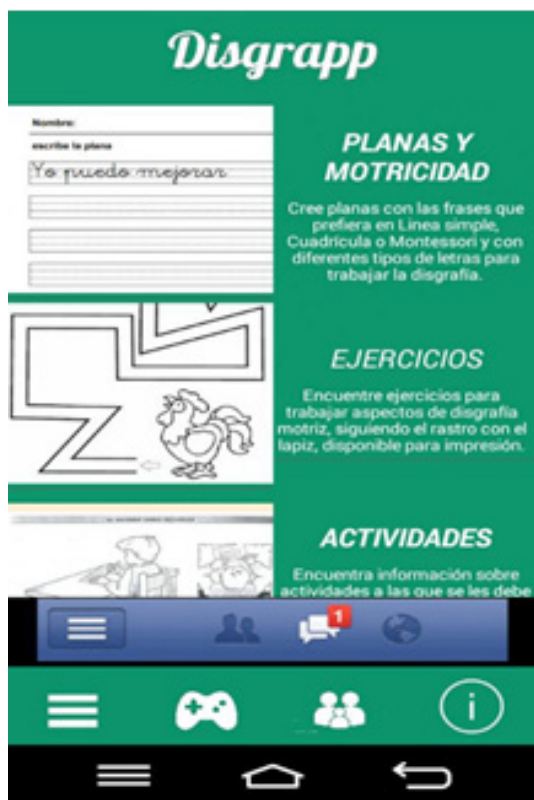 Disgrapp
Nombre:
escribe la plana
Yo puedo mejorar
PLANAS Y
MOTRICIDAD
Cree planas con las frases que
prefiera en Linea simple,
Cuadrícula o Montessori y con
diferentes tipos de letras para
trabajar la disgrafía.
EJERCICIOS
Encuentre ejercicios para
trabajar aspectos de disgrafía
motriz, siguiendo el rastro con el
lapiz, disponible para impresión.
ACTIVIDADES
Encuentra información sobre
actividades a las que se les debe
1
i